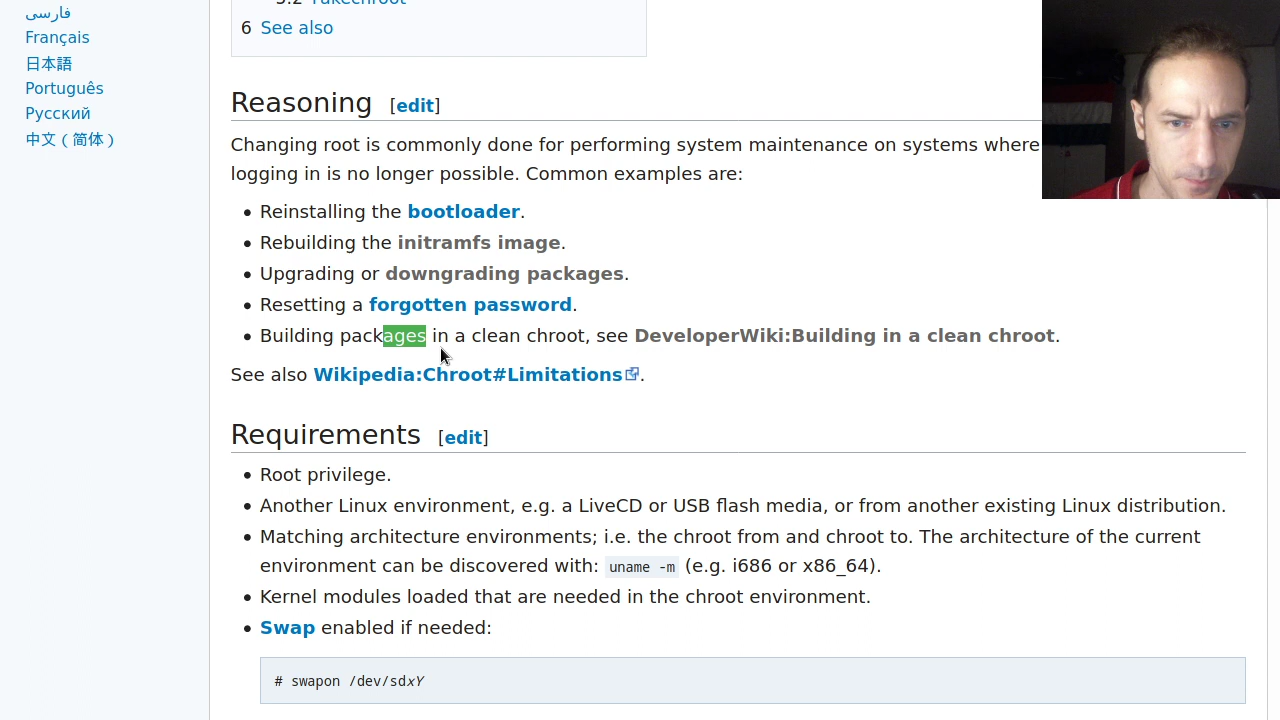 فارسی
Français
日本語
Português
Русский
中文（简体）
Takechroot
6 See also
Reasoning [edit]
Changing root is commonly done for performing system maintenance on systems where
logging in is no longer possible. Common examples are:
Reinstalling the bootloader.
Rebuilding the initramfs image.
Upgrading or downgrading packages.
Resetting a forgotten password.
Building packages in a clean chroot, see DeveloperWiki:Building in a clean chroot.
See also Wikipedia:Chroot#Limitations.
Requirements [edit]
Root privilege.
Another Linux environment, e.g. a LiveCD or USB flash media, or from another existing Linux distribution.
Matching architecture environments; i.e. the chroot from and chroot to. The architecture of the current
environment can be discovered with: uname -m (e.g. i686 or x86_64).
Kernel modules loaded that are needed in the chroot environment.
Swap enabled if needed:
# swapon /dev/sdxY